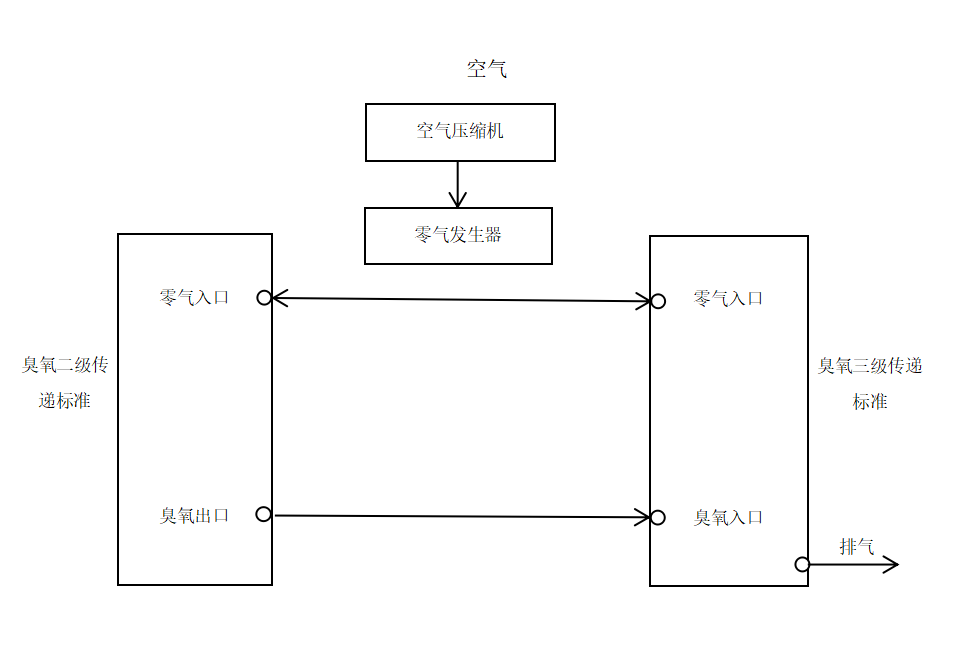 空气
空气压缩机
零气发生器
零气入口
零气入口
臭氧二级传
递标准
臭氧三级传递
标准
臭氧出口
臭氧入口
排气